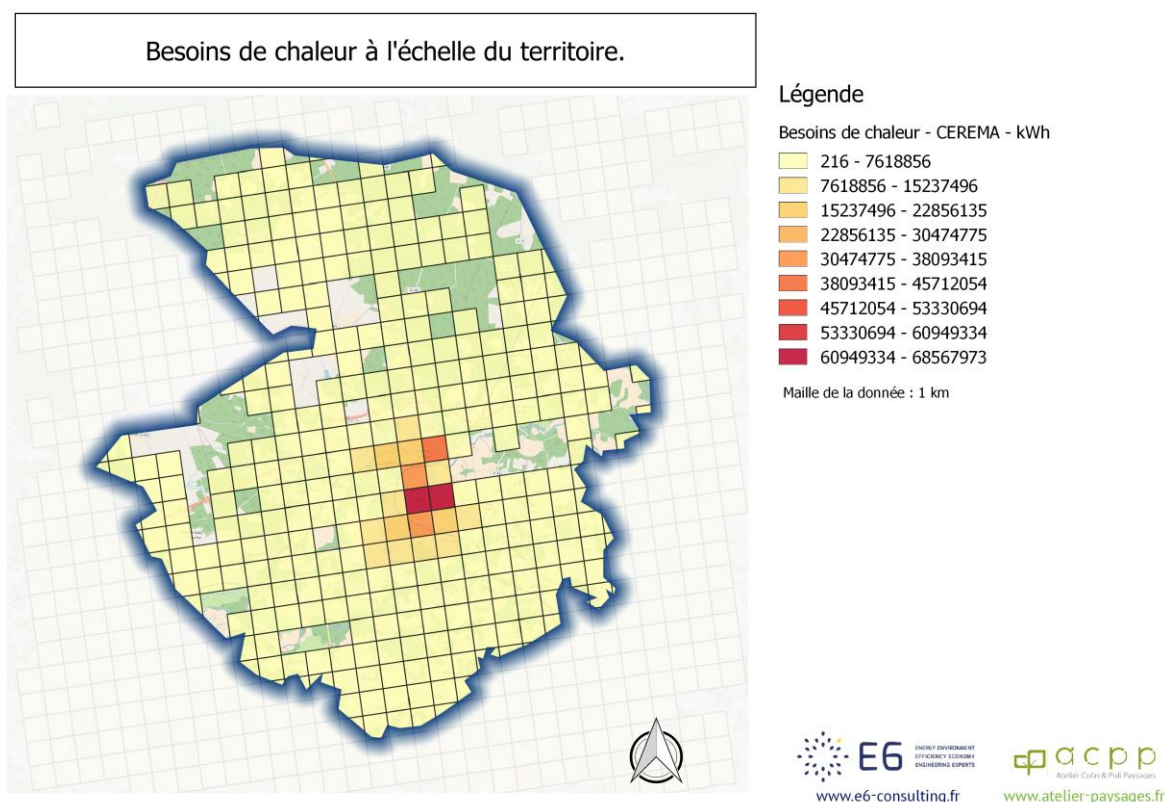 Besoins de chaleur à l'échelle du territoire.
Légende
Besoins de chaleur - CEREMA - kWh
216 - 7618856
7618856 - 15237496
15237496 - 22856135
22856135 - 30474775
30474775 - 38093415
38093415 - 45712054
45712054 - 53330694
53330694 - 60949334
60949334 - 68567973
Maille de la donnée : 1 km
E6
ENERGY ENVIRONMENT
EFFICIENCY ECONOMY
ENGINEERING EXPERTS
www.e6-consulting.fr
acpp
Atelier Colin & Poli Paysages
www.atelier-paysages.fr